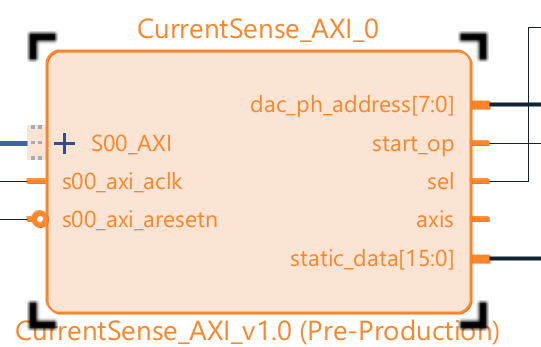 CurrentSense_AXI_0
dac_ph_address[7:0]
S00_AXI
start_op
s00_axi_aclk
sel
s00_axi_aresetn
axis
static_data[15:0]
CurrentSense_AXI_v1.0 (Pre-Production)